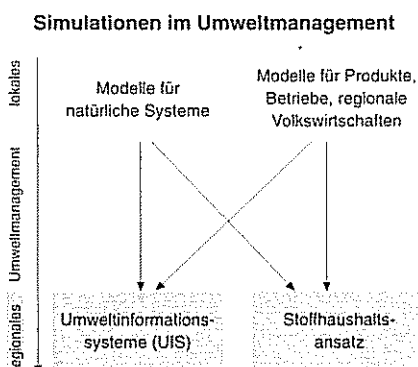 Simulationen im Umweltmanagement
lokales
Umweltmanagement
egionales
Modelle für
natürliche Systeme
Modelle für Produkte,
Betriebe, regionale
Volkswirtschaften
Umweltinformations-
systeme (UIS)
Stoffhaushalts-
ansatz